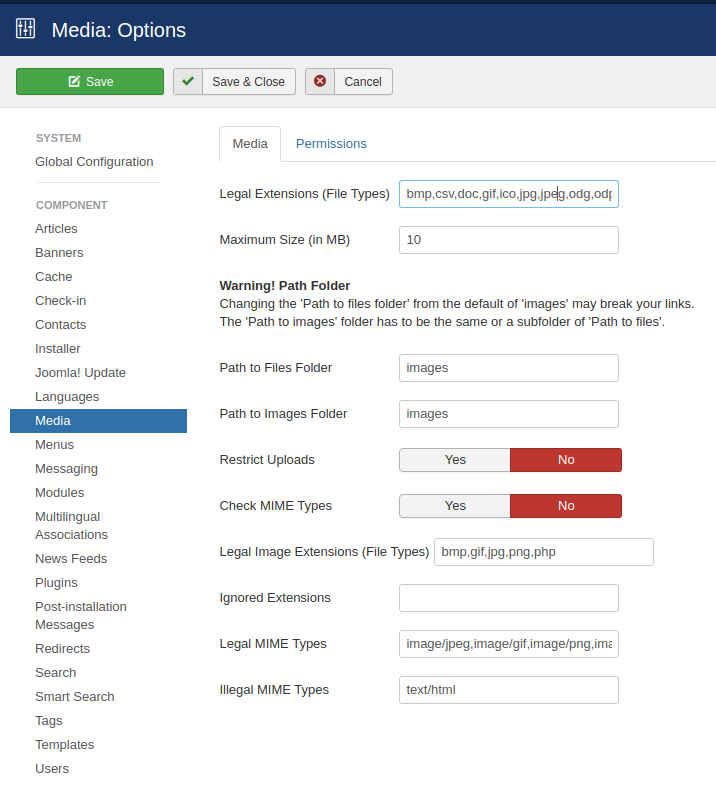 Media: Options
Save
Save & Close
Cancel
SYSTEM
Global Configuration
COMPONENT
Articles
Banners
Cache
Check-in
Contacts
Installer
Joomla! Update
Languages
Media
Menus
Messaging
Modules
Multilingual
Associations
News Feeds
Plugins
Post-installation
Messages
Redirects
Search
Smart Search
Tags
Templates
Users
Media
Permissions
Legal Extensions (File Types) bmp,csv,doc,gif,ico,jpg,jpeg,odg,odp
Maximum Size (in MB) 10
Warning! Path Folder
Changing the 'Path to files folder' from the default of 'images' may break your links.
The 'Path to images' folder has to be the same or a subfolder of 'Path to files'.
Path to Files Folder images
Path to Images Folder images
Restrict Uploads Yes No
Check MIME Types Yes No
Legal Image Extensions (File Types) bmp,gif,jpg,png,php
Ignored Extensions
Legal MIME Types image/jpeg,image/gif,image/png,ima
Illegal MIME Types text/html